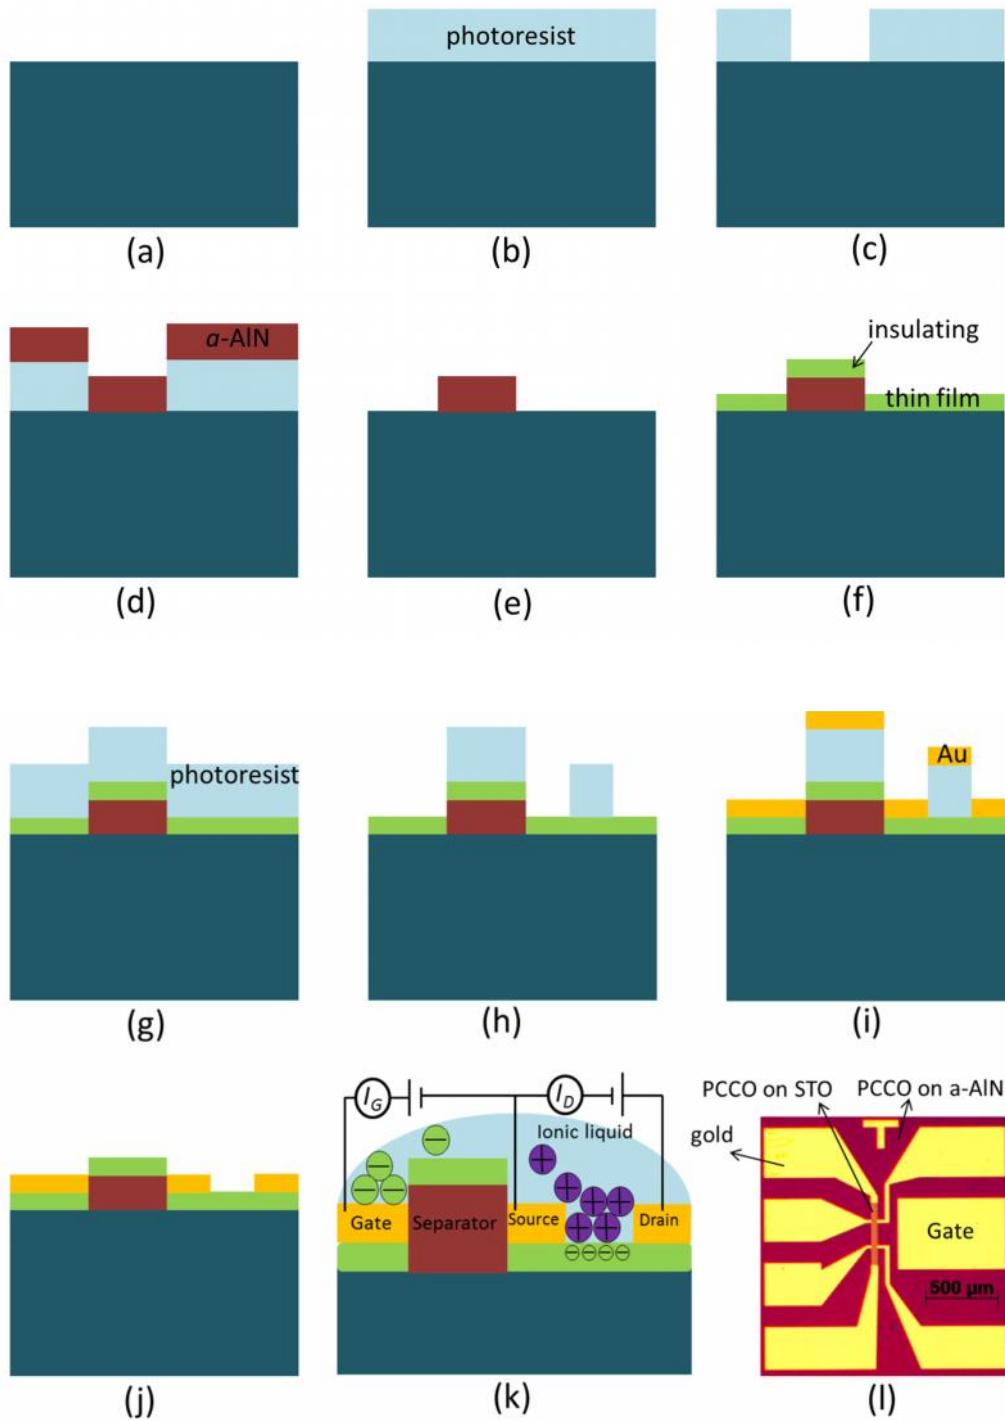 photoresist
(a)
(b)
(c)
a-AlN
insulating
thin film
(d)
(e)
(f)
photoresist
Au
(g)
(h)
(i)
I_G
I_D
Ionic liquid
Gate
Separator
Source
Drain
PCCO on STO
PCCO on a-AlN
gold
Gate
500 µm
(j)
(k)
(l)